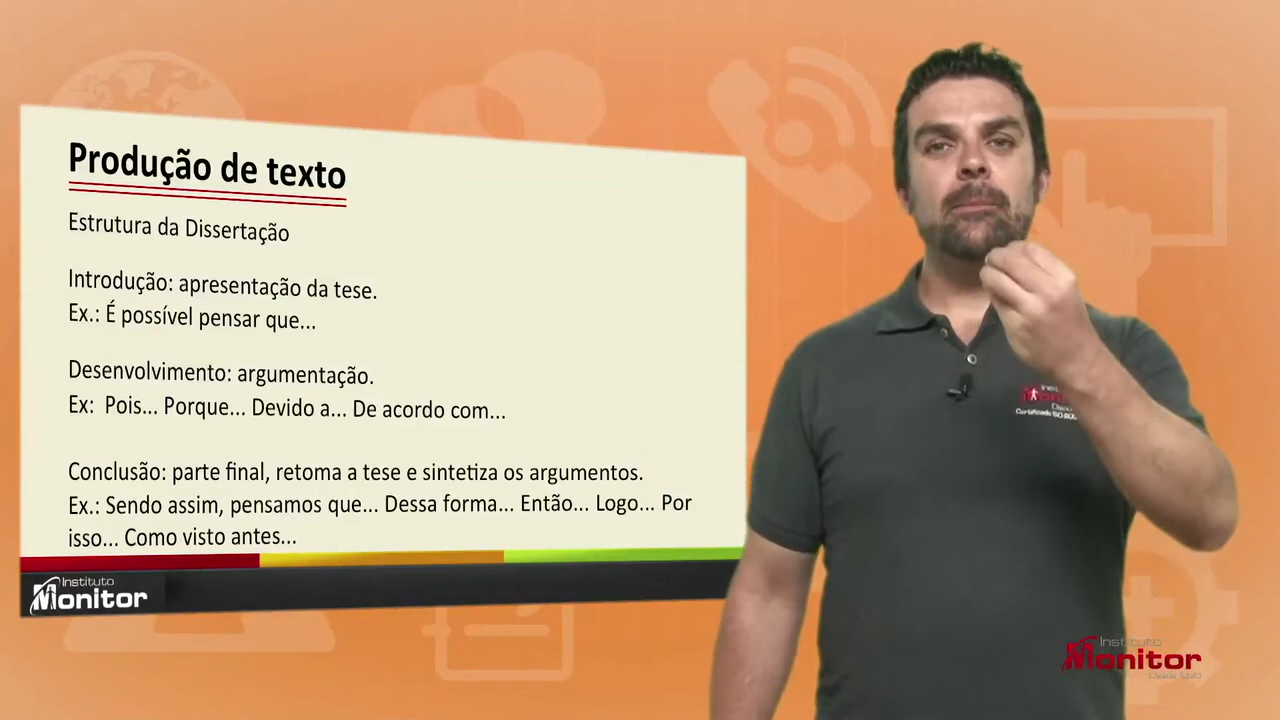 Produção de texto
Estrutura da Dissertação
Introdução: apresentação da tese.
Ex.: É possível pensar que...
Desenvolvimento: argumentação.
Ex: Pois... Porque... Devido a... De acordo com...
Conclusão: parte final, retoma a tese e sintetiza os argumentos.
Ex.: Sendo assim, pensamos que... Dessa forma... Então... Logo... Por
isso... Como visto antes...
Instituto
Monitor
Instituto
Monitor
Desde 1939